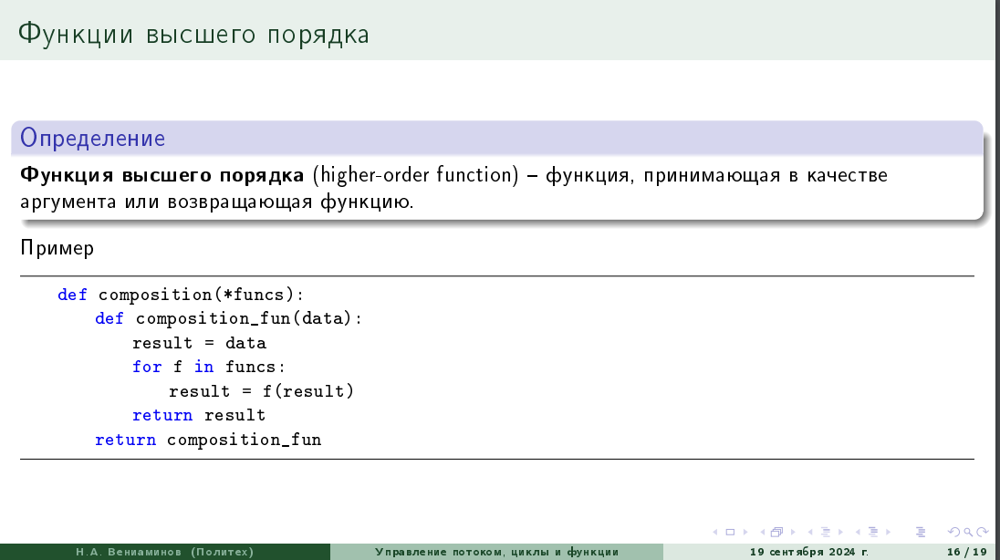 Функции высшего порядка
Определение
Функция высшего порядка (higher-order function) – функция, принимающая в качестве
аргумента или возвращающая функцию.
Пример
def composition(*funcs):
    def composition_fun(data):
        result = data
        for f in funcs:
            result = f(result)
        return result
    return composition_fun
Н.А. Вениаминов (Политех) Управление потоком, циклы и функции 19 сентября 2024 г. 16 / 19